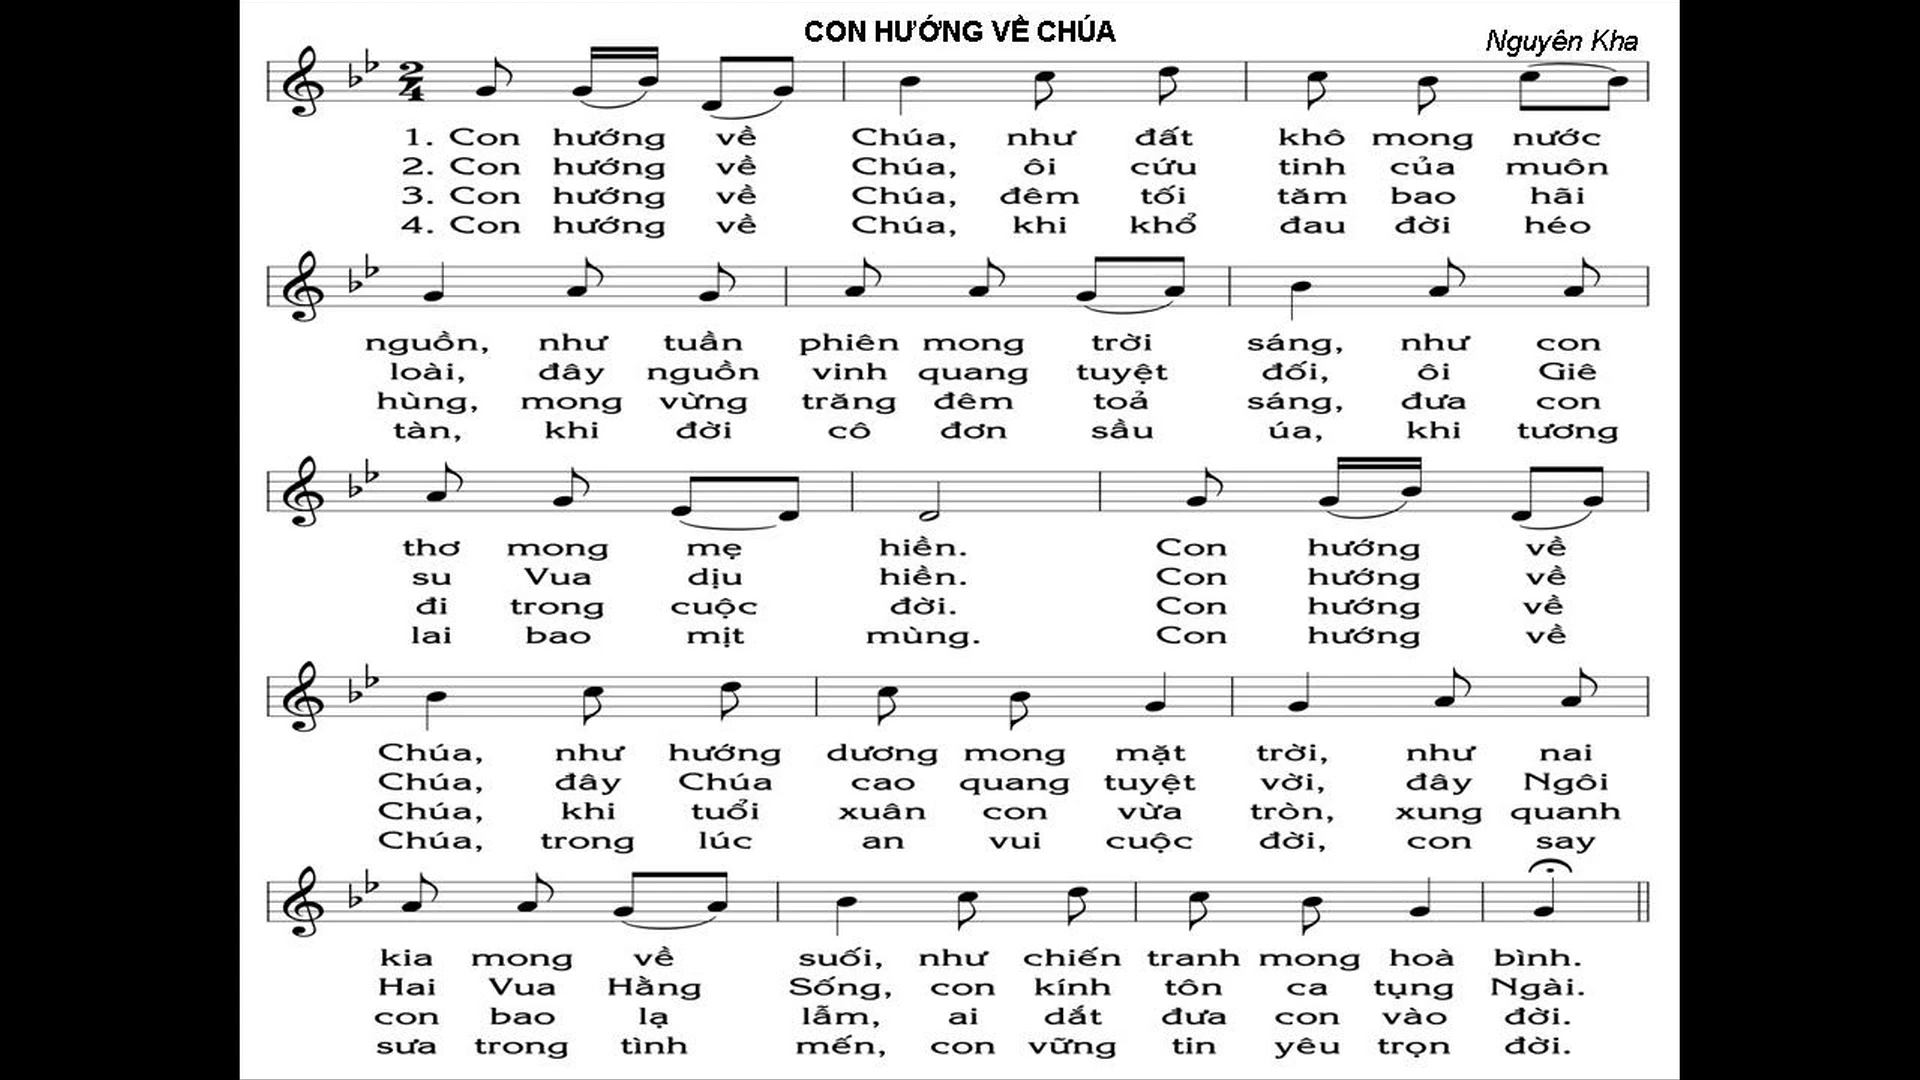 CON HƯỚNG VỀ CHÚA
Nguyên Kha
2
4
1. Con hướng về Chúa, như đất khô mong nước
2. Con hướng về Chúa, ôi cứu tinh của muôn
3. Con hướng về Chúa, đêm tối tăm bao hãi
4. Con hướng về Chúa, khi khổ đau đời héo
nguồn, như tuần phiên mong trời sáng, như con
loài, đây nguồn vinh quang tuyệt đối, ôi Giê
hùng, mong vừng trăng đêm toả sáng, đưa con
tàn, khi đời cô đơn sầu úa, khi tương
thơ mong mẹ hiền. Con hướng về
su Vua dịu hiền. Con hướng về
đi trong cuộc đời. Con hướng về
lai bao mịt mùng. Con hướng về
Chúa, như hướng dương mong mặt trời, như nai
Chúa, đây Chúa cao quang tuyệt vời, đây Ngôi
Chúa, khi tuổi xuân con vừa tròn, xung quanh
Chúa, trong lúc an vui cuộc đời, con say
kia mong về suối, như chiến tranh mong hoà bình.
Hai Vua Hằng Sống, con kính tôn ca tụng Ngài.
con bao lạ lẫm, ai dắt đưa con vào đời.
sưa trong tình mến, con vững tin yêu trọn đời.